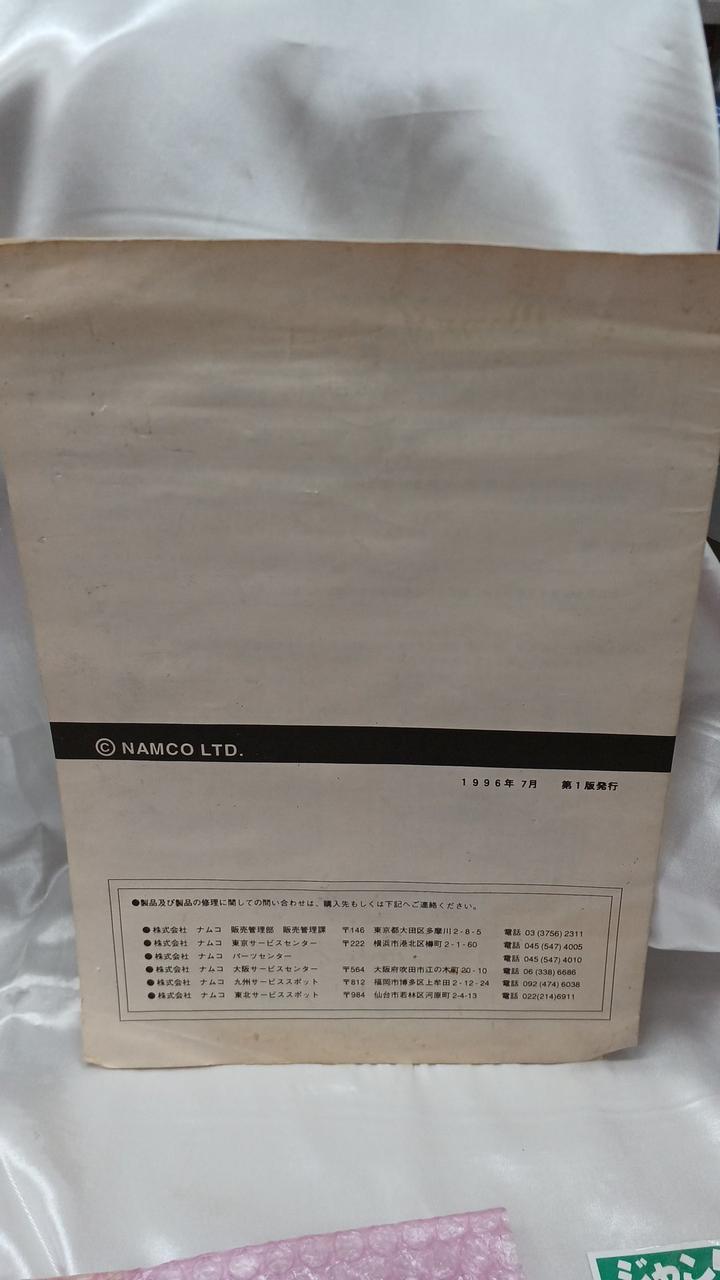 © NAMCO LTD.
1996年 7月 第1版発行
●製品及び製品の修理に関しての問い合わせは、購入先もしくは下記へご連絡ください。
●株式会社 ナムコ 販売管理部 販売管理課 〒146 東京都大田区多摩川2-8-5 電話 03(3756)2311
●株式会社 ナムコ 東京サービスセンター 〒222 横浜市港北区樽町2-1-60 電話 045(547)4005
●株式会社 ナムコ パーツセンター 〃 電話 045(547)4010
●株式会社 ナムコ 大阪サービスセンター 〒564 大阪府吹田市江の木町20-10 電話 06(338)6686
●株式会社 ナムコ 九州サービススポット 〒812 福岡市博多区上牟田2-12-24 電話 092(474)6038
●株式会社 ナムコ 東北サービススポット 〒984 仙台市若林区河原町2-4-13 電話 022(214)6911
ジャン